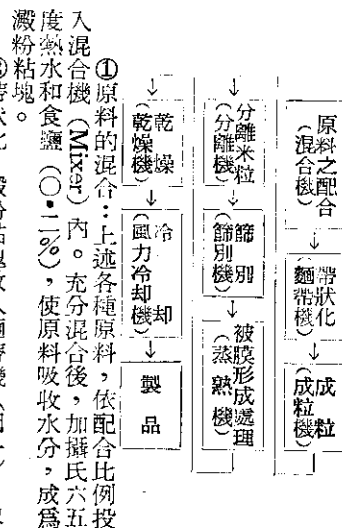 原料之配合
(混合機)
帶狀化
(麵帶機)
成粒
(成粒機)
分離米粒
(分離機)
篩別
(篩別機)
被膜形成處理
(蒸熟機)
乾燥
(乾燥機)
冷却
(風力冷却機)
製品
①原料的混合:上述各種原料,依配合比例投
入混合機(Mixer)內。充分混合後,加攝氏六五
度熱水和食鹽(○•二%),使原料吸收水分,成爲
澱粉粘塊。